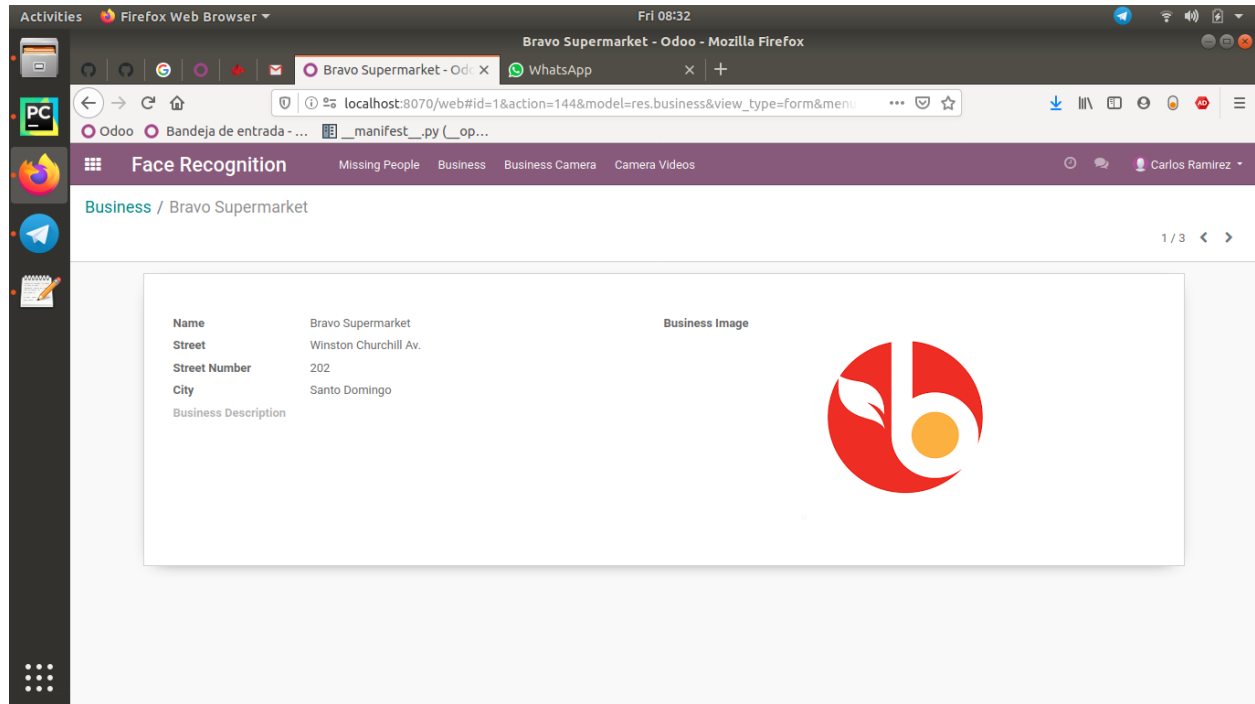 Activities Firefox Web Browser Fri 08:32
Bravo Supermarket - Odoo - Mozilla Firefox
Bravo Supermarket - Odo WhatsApp
localhost:8070/web#id=1&action=144&model=res.business&view_type=form&menu
Odoo Bandeja de entrada - ... __manifest__.py (__op...
Face Recognition Missing People Business Business Camera Camera Videos Carlos Ramirez
Business / Bravo Supermarket
1 / 3
Name Bravo Supermarket Business Image
Street Winston Churchill Av.
Street Number 202
City Santo Domingo
Business Description
PC
b